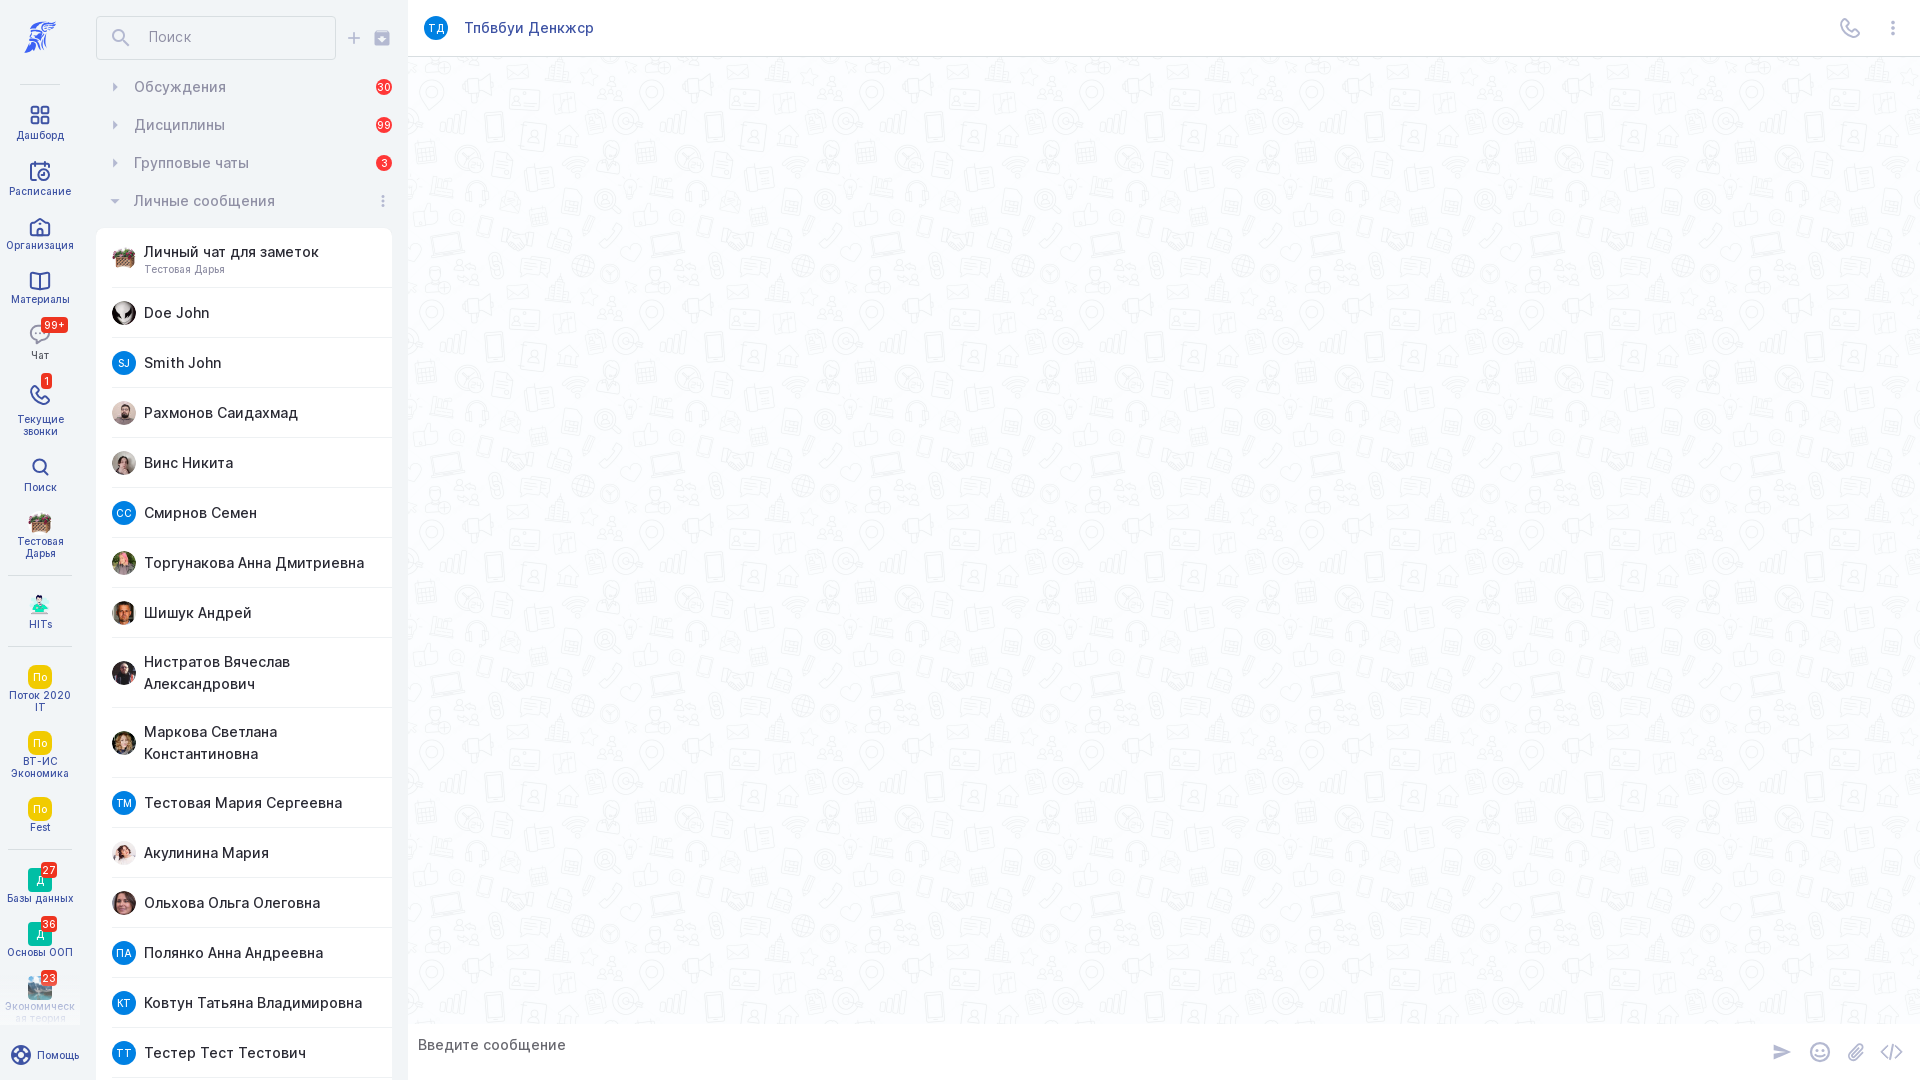 Дашборд
Расписание
Организация
Материалы
99+
Чат
1
Текущие
звонки
Поиск
Тестовая
Дарья
HITs
По
Поток 2020
IT
По
ВТ-ИС
Экономика
По
Fest
27
Д
Базы данных
36
Д
Основы ООП
23
Экономическ
ая теория
Помощь
Поиск
Обсуждения
30
Дисциплины
99
Групповые чаты
3
Личные сообщения
Личный чат для заметок
Тестовая Дарья
Doe John
SJ
Smith John
Рахмонов Саидахмад
Винс Никита
СС
Смирнов Семен
Торгунакова Анна Дмитриевна
Шишук Андрей
Нистратов Вячеслав
Александрович
Маркова Светлана
Константиновна
ТМ
Тестовая Мария Сергеевна
Акулинина Мария
Ольхова Ольга Олеговна
ПА
Полянко Анна Андреевна
КТ
Ковтун Татьяна Владимировна
ТТ
Тестер Тест Тестович
ТД
Тпбвбуи Денкжср
Введите сообщение